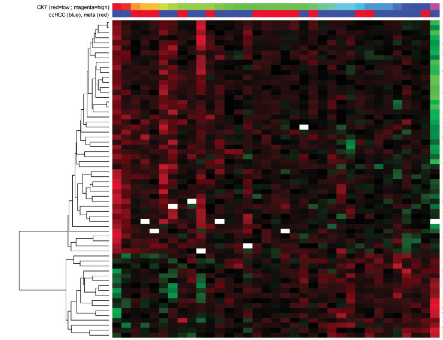 CK7 (red=low; magenta=high)
ccRCC (blue), meta (red)